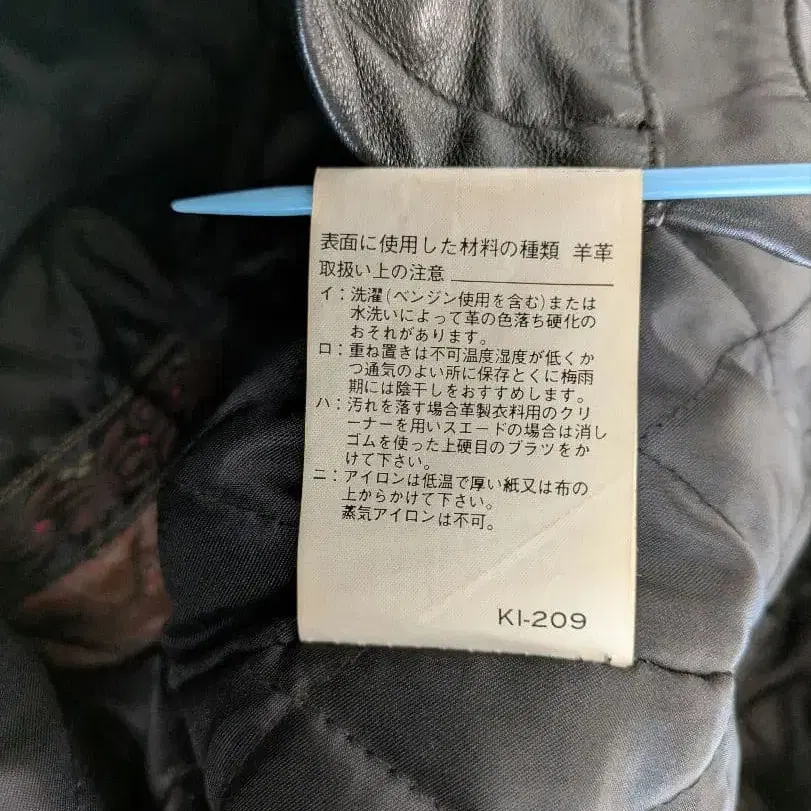 表面に使用した材料の種類 羊革
取扱い上の注意
イ：洗濯(ベンジン使用を含む)または
水洗いによって革の色落ち硬化の
おそれがあります。
ロ：重ね置きは不可温度湿度が低くか
つ通気のよい所に保存とくに梅雨
期には陰干しをおすすめします。
ハ：汚れを落す場合革製衣料用のクリ
ーナーを用いスエードの場合は消し
ゴムを使った上硬目のブラツをか
けて下さい。
ニ：アイロンは低温で厚い紙又は布の
上からかけて下さい。
蒸気アイロンは不可。
KI-209